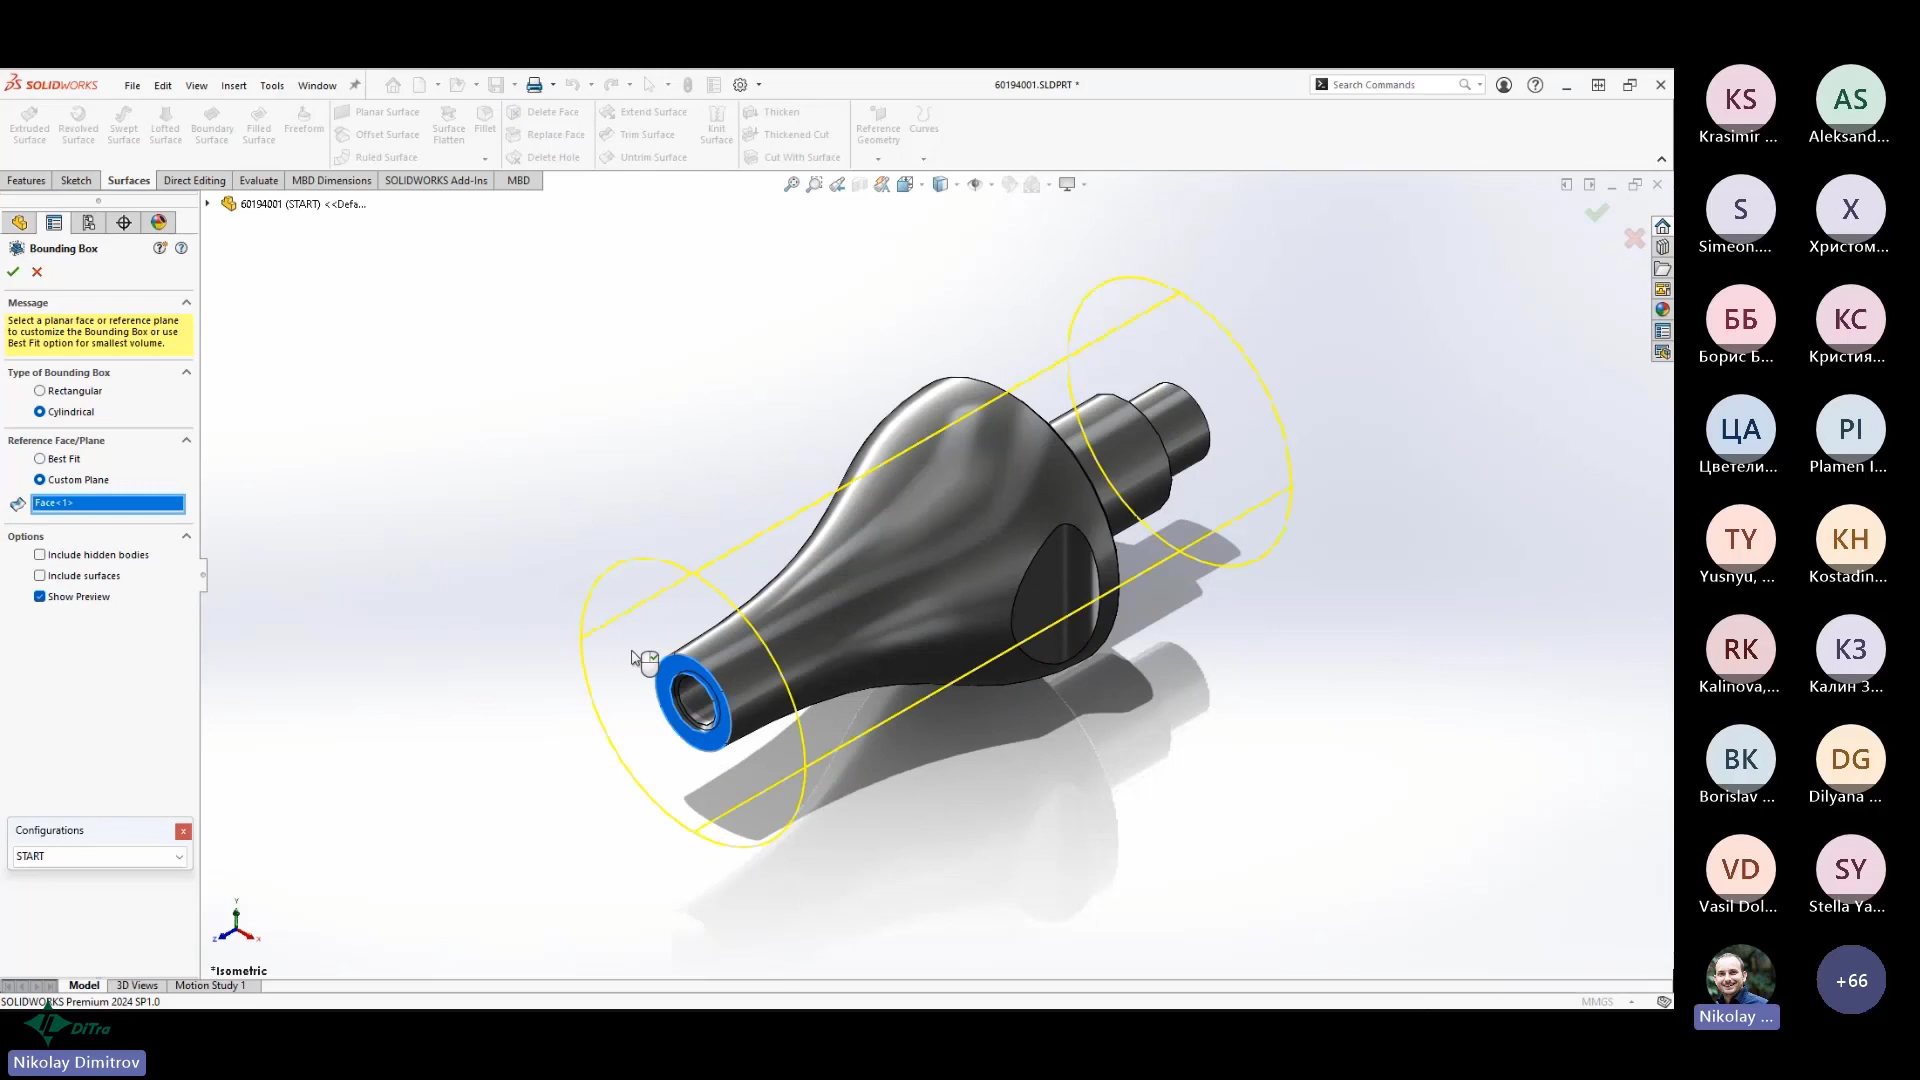 SOLIDWORKS
File
Edit
View
Insert
Tools
Window
60194001.SLDPRT *
Search Commands
Extruded Surface
Revolved Surface
Swept Surface
Lofted Surface
Boundary Surface
Filled Surface
Freeform
Planar Surface
Offset Surface
Ruled Surface
Surface Flatten
Fillet
Delete Face
Replace Face
Delete Hole
Extend Surface
Trim Surface
Untrim Surface
Knit Surface
Thicken
Thickened Cut
Cut With Surface
Reference Geometry
Curves
Features
Sketch
Surfaces
Direct Editing
Evaluate
MBD Dimensions
SOLIDWORKS Add-Ins
MBD
60194001 (START) <<Defa...
Bounding Box
Message
Select a planar face or reference plane
to customize the Bounding Box or use
Best Fit option for smallest volume.
Type of Bounding Box
Rectangular
Cylindrical
Reference Face/Plane
Best Fit
Custom Plane
Face<1>
Options
Include hidden bodies
Include surfaces
Show Preview
Configurations
START
Y
Z
X
*Isometric
Model
3D Views
Motion Study 1
SOLIDWORKS Premium 2024 SP1.0
MMGS
DiTra
Nikolay Dimitrov
KS
Krasimir ...
AS
Aleksand...
S
Simeon....
Х
Христом...
ББ
Борис Б...
КС
Кристия...
ЦА
Цветели...
PI
Plamen I...
TY
Yusnyu, ...
KH
Kostadin...
RK
Kalinova,...
КЗ
Калин З...
BK
Borislav ...
DG
Dilyana ...
VD
Vasil Dol...
SY
Stella Ya...
Nikolay ...
+66